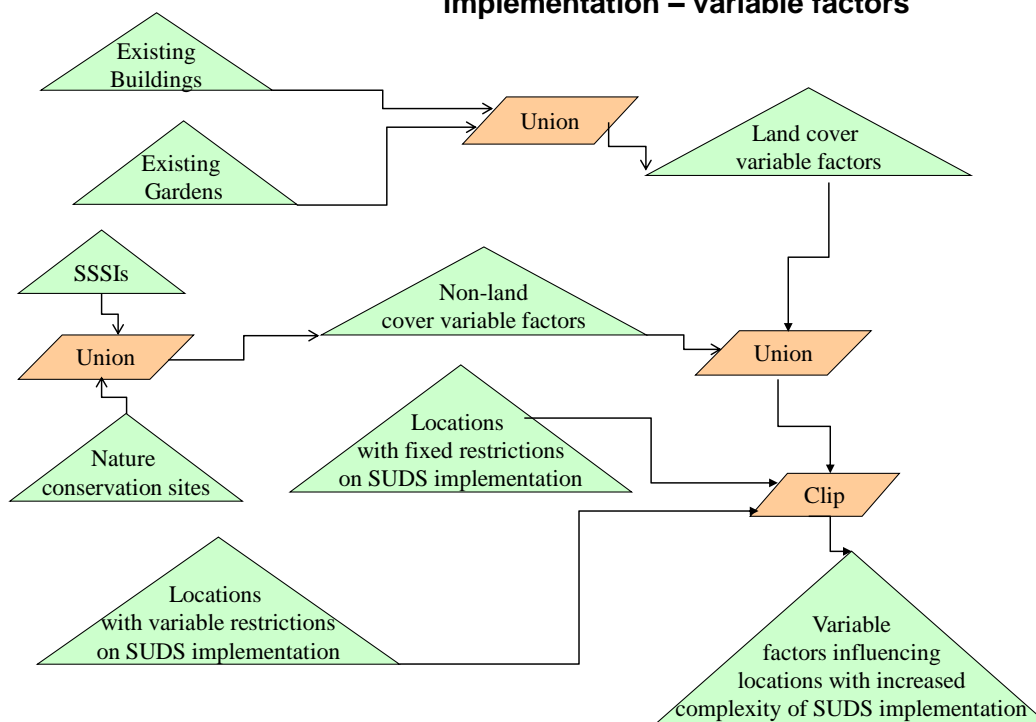 Implementation – variable factors
Existing
Buildings
Union
Land cover
variable factors
Existing
Gardens
SSSIs
Non-land
cover variable factors
Union
Union
Locations
with fixed restrictions
on SUDS implementation
Nature
conservation sites
Clip
Locations
with variable restrictions
on SUDS implementation
Variable
factors influencing
locations with increased
complexity of SUDS implementation